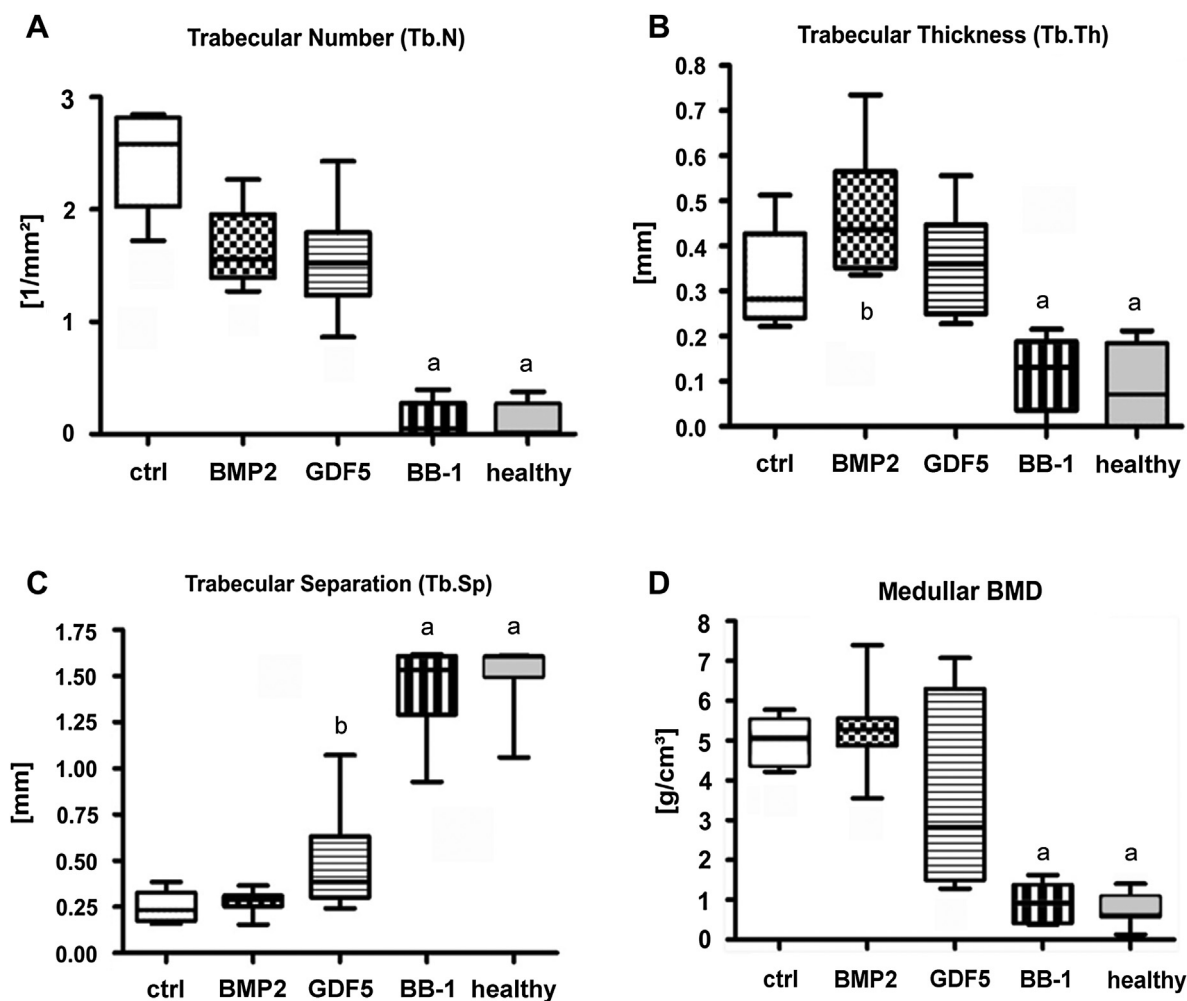 A
Trabecular Number (Tb.N)
3
2
1
0
[1/mm²]
a
a
ctrl
BMP2
GDF5
BB-1
healthy
B
Trabecular Thickness (Tb.Th)
0.8
0.7
0.6
0.5
0.4
0.3
0.2
0.1
0.0
[mm]
b
a
a
ctrl
BMP2
GDF5
BB-1
healthy
C
Trabecular Separation (Tb.Sp)
1.75
1.50
1.25
1.00
0.75
0.50
0.25
0.00
[mm]
b
a
a
ctrl
BMP2
GDF5
BB-1
healthy
D
Medullar BMD
8
7
6
5
4
3
2
1
0
[g/cm³]
a
a
ctrl
BMP2
GDF5
BB-1
healthy